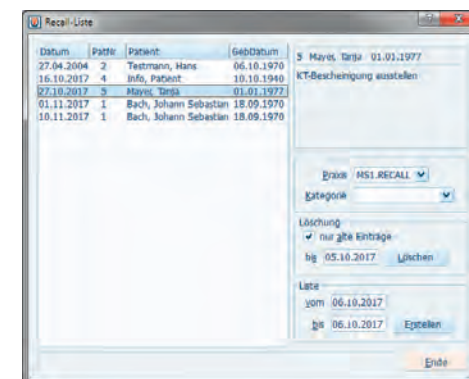 Recall-Liste
Datum PatNr Patient GebDatum
27.04.2004 2 Testmann, Hans 06.10.1970
16.10.2017 4 Info, Patient 10.10.1940
27.10.2017 5 Mayer, Tanja 01.01.1977
01.11.2017 1 Bach, Johann Sebastian 18.09.1970
10.11.2017 1 Bach, Johann Sebastian 18.09.1970
5 Mayer, Tanja 01.01.1977
KT-Bescheinigung ausstellen
Praxis MS1.RECALL
Kategorie
Löschung
nur alte Einträge
bis 05.10.2017 Löschen
Liste
vom 06.10.2017
bis 06.10.2017 Erstellen
Ende